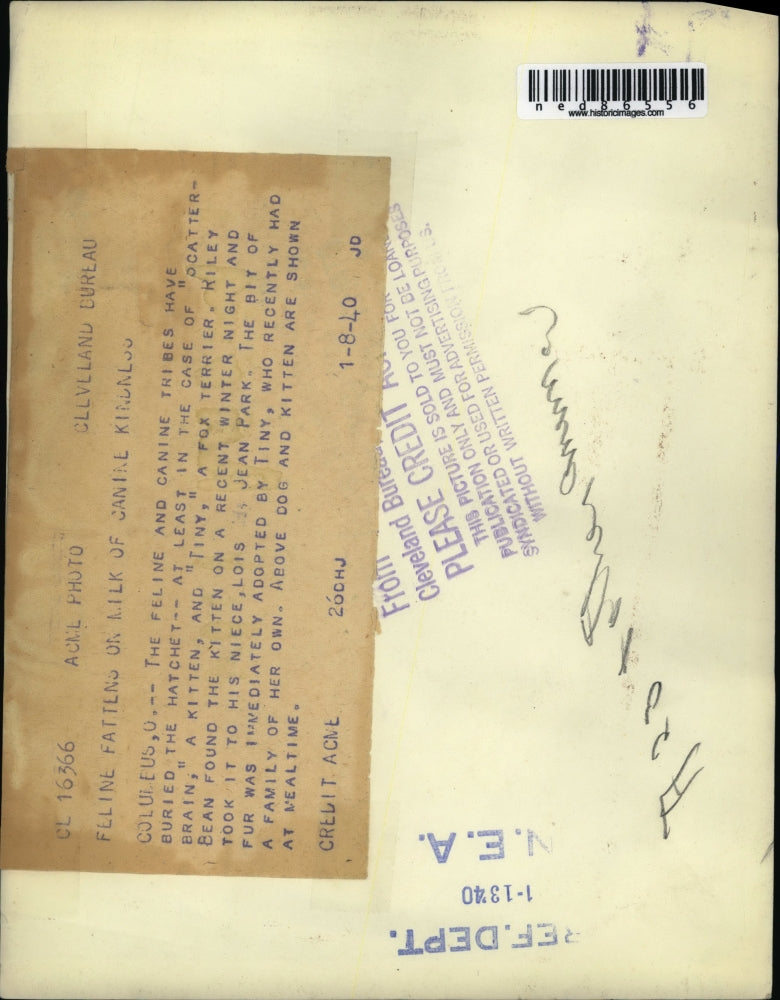 ned86556
www.historicimages.com
CL 16366 ACME PHOTO CLEVELAND BUREAU
FELINE FATTENS ON MILK OF CANINE KINDNESS
COLUMBUS, O.-- THE FELINE AND CANINE TRIBES HAVE
BURIED THE HATCHET-- AT LEAST IN THE CASE OF "SCATTER-
BRAIN," A KITTEN, AND "TINY," A FOX TERRIER. RILEY
BEAN FOUND THE KITTEN ON A RECENT WINTER NIGHT AND
TOOK IT TO HIS NIECE, LOIS JEAN PARK. THE BIT OF
FUR WAS IMMEDIATELY ADOPTED BY TINY, WHO RECENTLY HAD
A FAMILY OF HER OWN. ABOVE DOG AND KITTEN ARE SHOWN
AT MEALTIME.
CREDIT ACME 260HJ 1-8-40 JD
From
Cleveland Bureau
PLEASE CREDIT
THIS PICTURE IS SOLD TO YOU FOR
PUBLICATION ONLY AND MUST NOT BE LOANED
SYNDICATED OR USED FOR ADVERTISING PURPOSES
WITHOUT WRITTEN PERMISSION FROM US.
N.E.A.
1-1340
REF. DEPT.